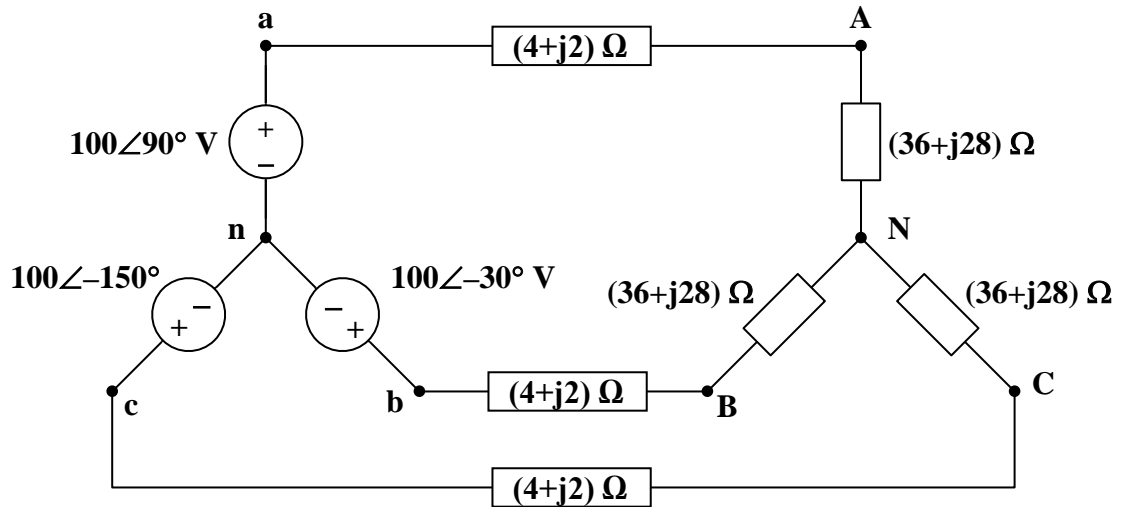 a
(4+j2) Ω
A
100∠90° V
+
–
(36+j28) Ω
n
N
100∠–150°
–
+
100∠–30° V
–
+
(36+j28) Ω
(36+j28) Ω
c
b
(4+j2) Ω
B
C
(4+j2) Ω